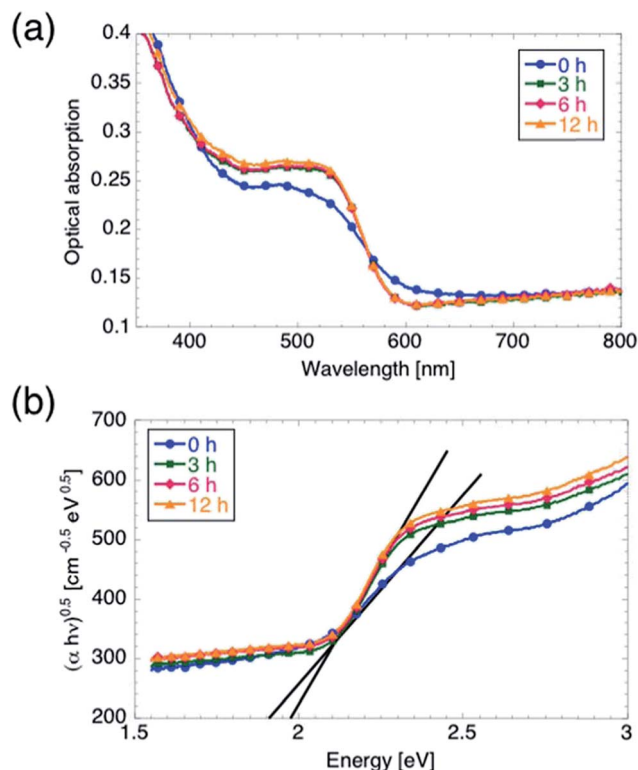 (a)
0.4
0.35
0.3
0.25
0.2
0.15
0.1
Optical absorption
0 h
3 h
6 h
12 h
400
500
600
700
800
Wavelength [nm]
(b)
700
600
500
400
300
200
(α hν)^0.5 [cm^-0.5 eV^0.5]
0 h
3 h
6 h
12 h
1.5
2
2.5
3
Energy [eV]